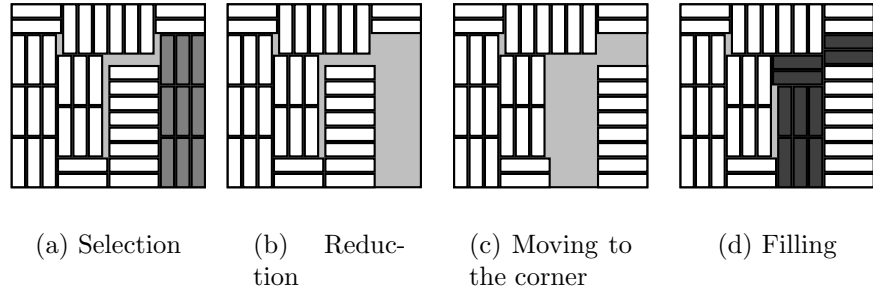 (a) Selection
(b) Reduc-
tion
(c) Moving to
the corner
(d) Filling